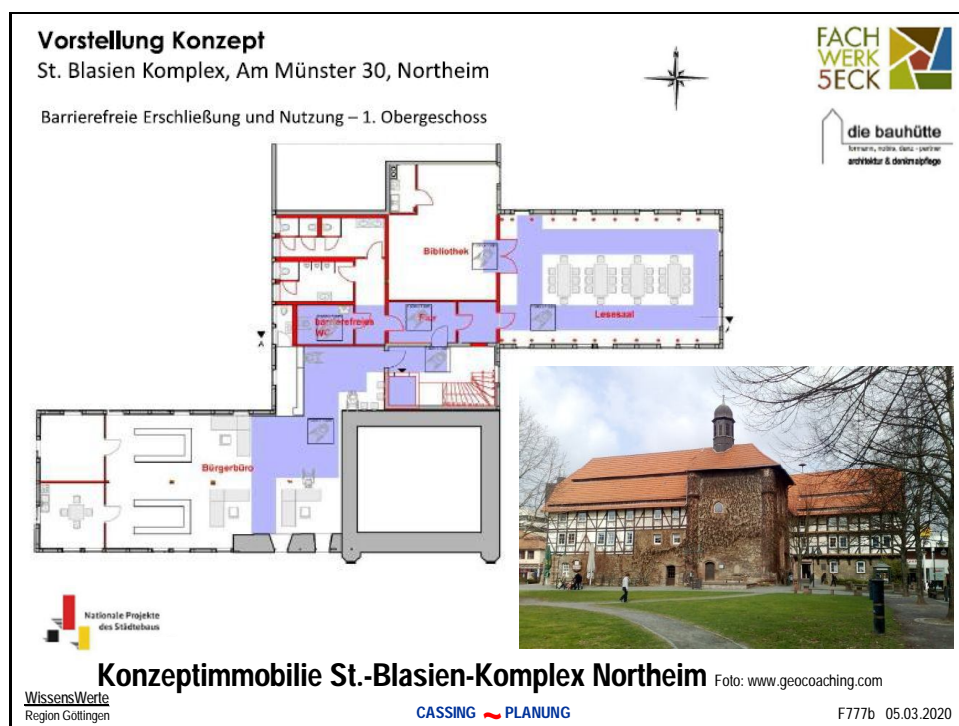 Vorstellung Konzept
St. Blasien Komplex, Am Münster 30, Northeim
Barrierefreie Erschließung und Nutzung – 1. Obergeschoss
FACH
WERK
5ECK
die bauhütte
architektur & denkmalpflege
Bibliothek
barrierefreies
WC
Flur
Lesesaal
Bürgerbüro
Nationale Projekte
des Städtebaus
Konzeptimmobilie St.-Blasien-Komplex Northeim Foto: www.geocoaching.com
WissensWerte
Region Göttingen
CASSING PLANUNG
F777b 05.03.2020